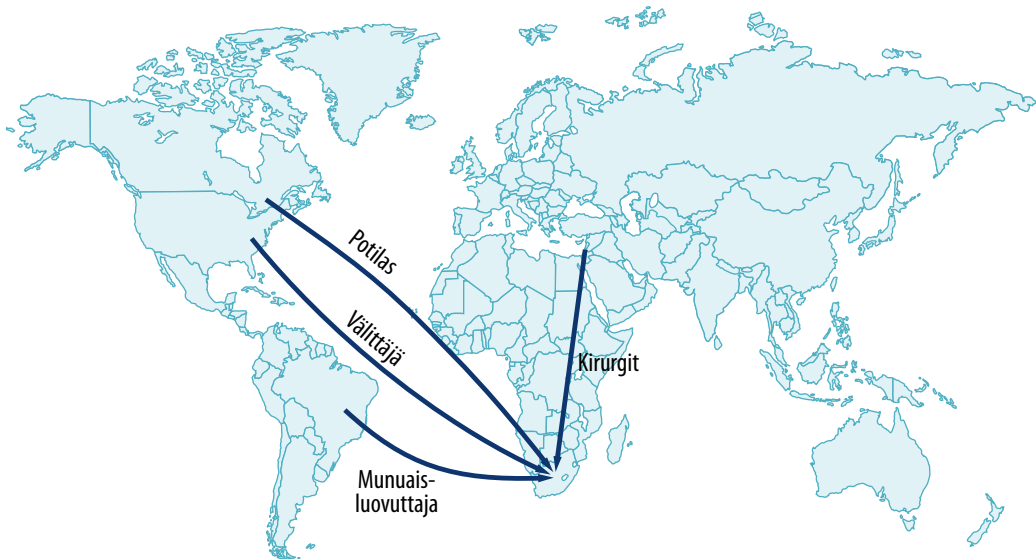 Potilas
Välittäjä
Kirurgit
Munuais-
luovuttaja